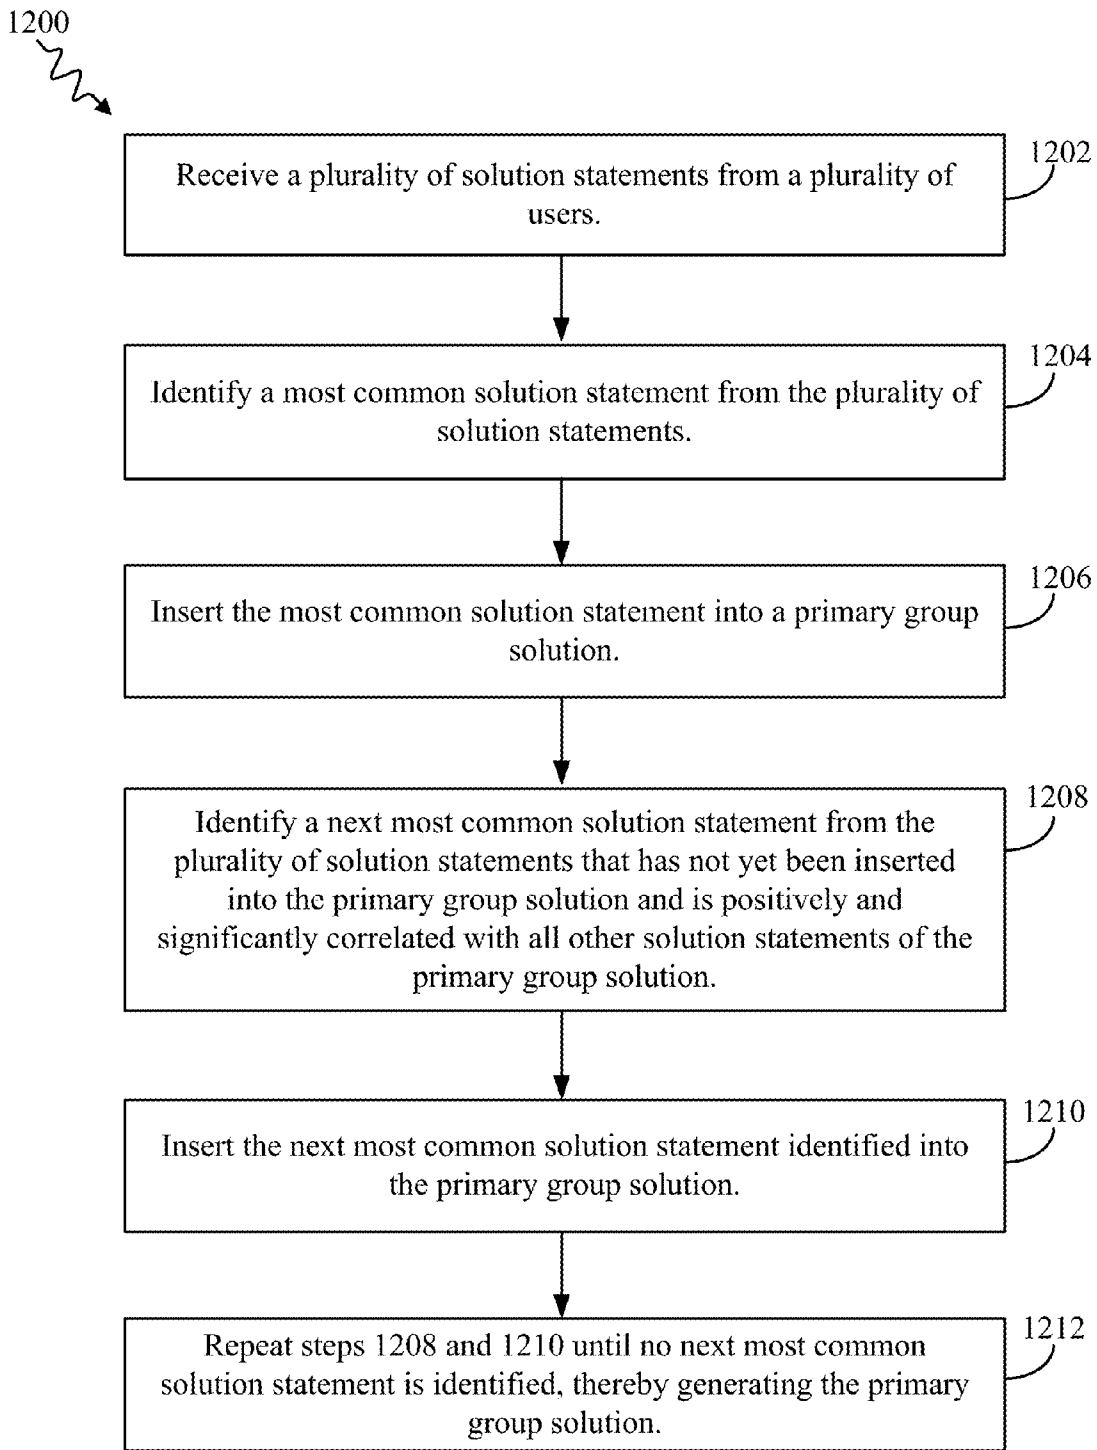 1200
Receive a plurality of solution statements from a plurality of
users.
1202
Identify a most common solution statement from the plurality of
solution statements.
1204
Insert the most common solution statement into a primary group
solution.
1206
Identify a next most common solution statement from the
plurality of solution statements that has not yet been inserted
into the primary group solution and is positively and
significantly correlated with all other solution statements of the
primary group solution.
1208
Insert the next most common solution statement identified into
the primary group solution.
1210
Repeat steps 1208 and 1210 until no next most common
solution statement is identified, thereby generating the primary
group solution.
1212